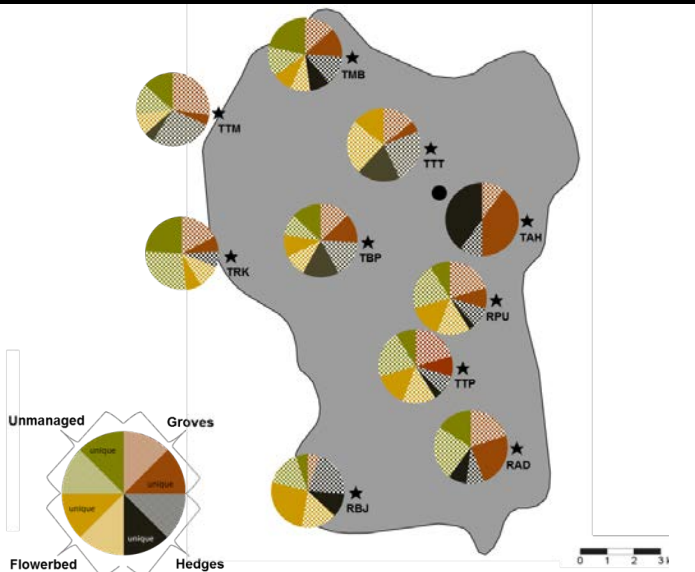 TMB
TTM
TTT
TAH
TBP
TRK
RPU
TTP
RAD
RBJ
Unmanaged
Groves
unique
unique
unique
unique
Flowerbed
Hedges
0 1 2 3